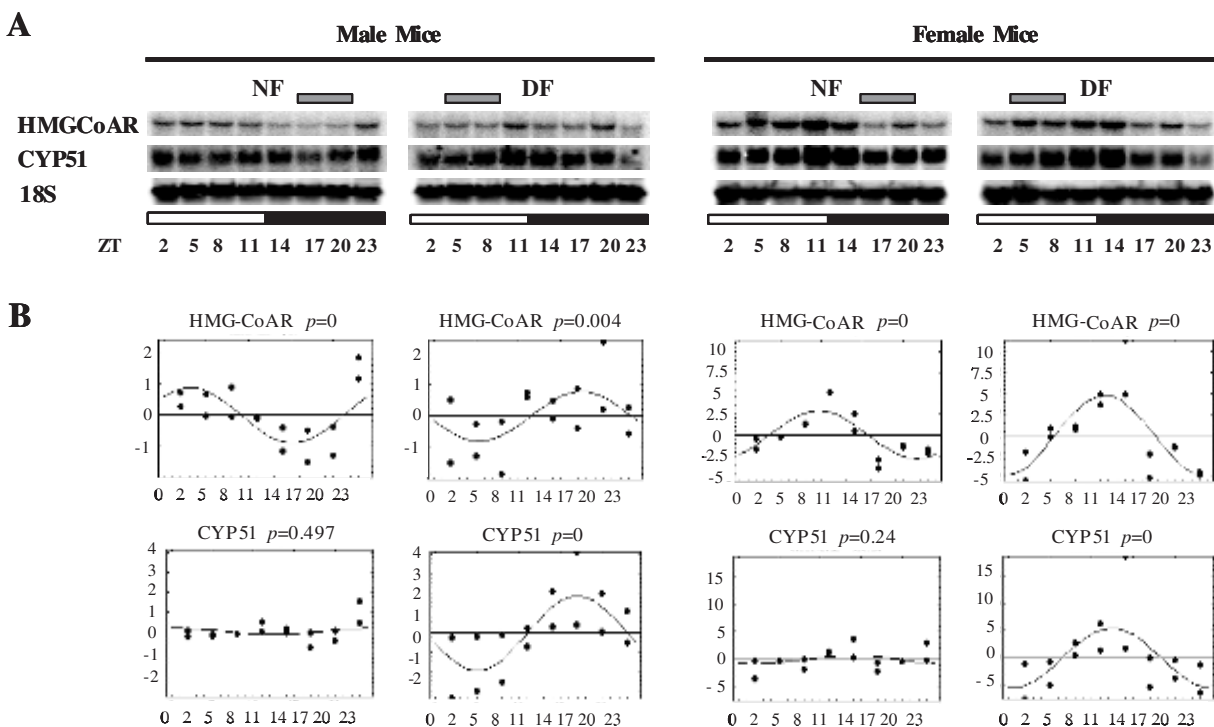 A
Male Mice
Female Mice
NF
DF
NF
DF
HMGCoAR
CYP51
18S
ZT
2 5 8 11 14 17 20 23
2 5 8 11 14 17 20 23
2 5 8 11 14 17 20 23
2 5 8 11 14 17 20 23
B
HMG-CoAR p=0
2
1
0
-1
0 2 5 8 11 14 17 20 23
HMG-CoAR p=0.004
2
1
0
-1
0 2 5 8 11 14 17 20 23
HMG-CoAR p=0
10
7.5
5
2.5
0
-2.5
-5
0 2 5 8 11 14 17 20 23
HMG-CoAR p=0
10
7.5
5
2.5
0
-2.5
-5
0 2 5 8 11 14 17 20 23
CYP51 p=0.497
4
3
2
1
0
-1
-2
0 2 5 8 11 14 17 20 23
CYP51 p=0
4
3
2
1
0
-1
-2
0 2 5 8 11 14 17 20 23
CYP51 p=0.24
15
10
5
0
-5
0 2 5 8 11 14 17 20 23
CYP51 p=0
15
10
5
0
-5
0 2 5 8 11 14 17 20 23